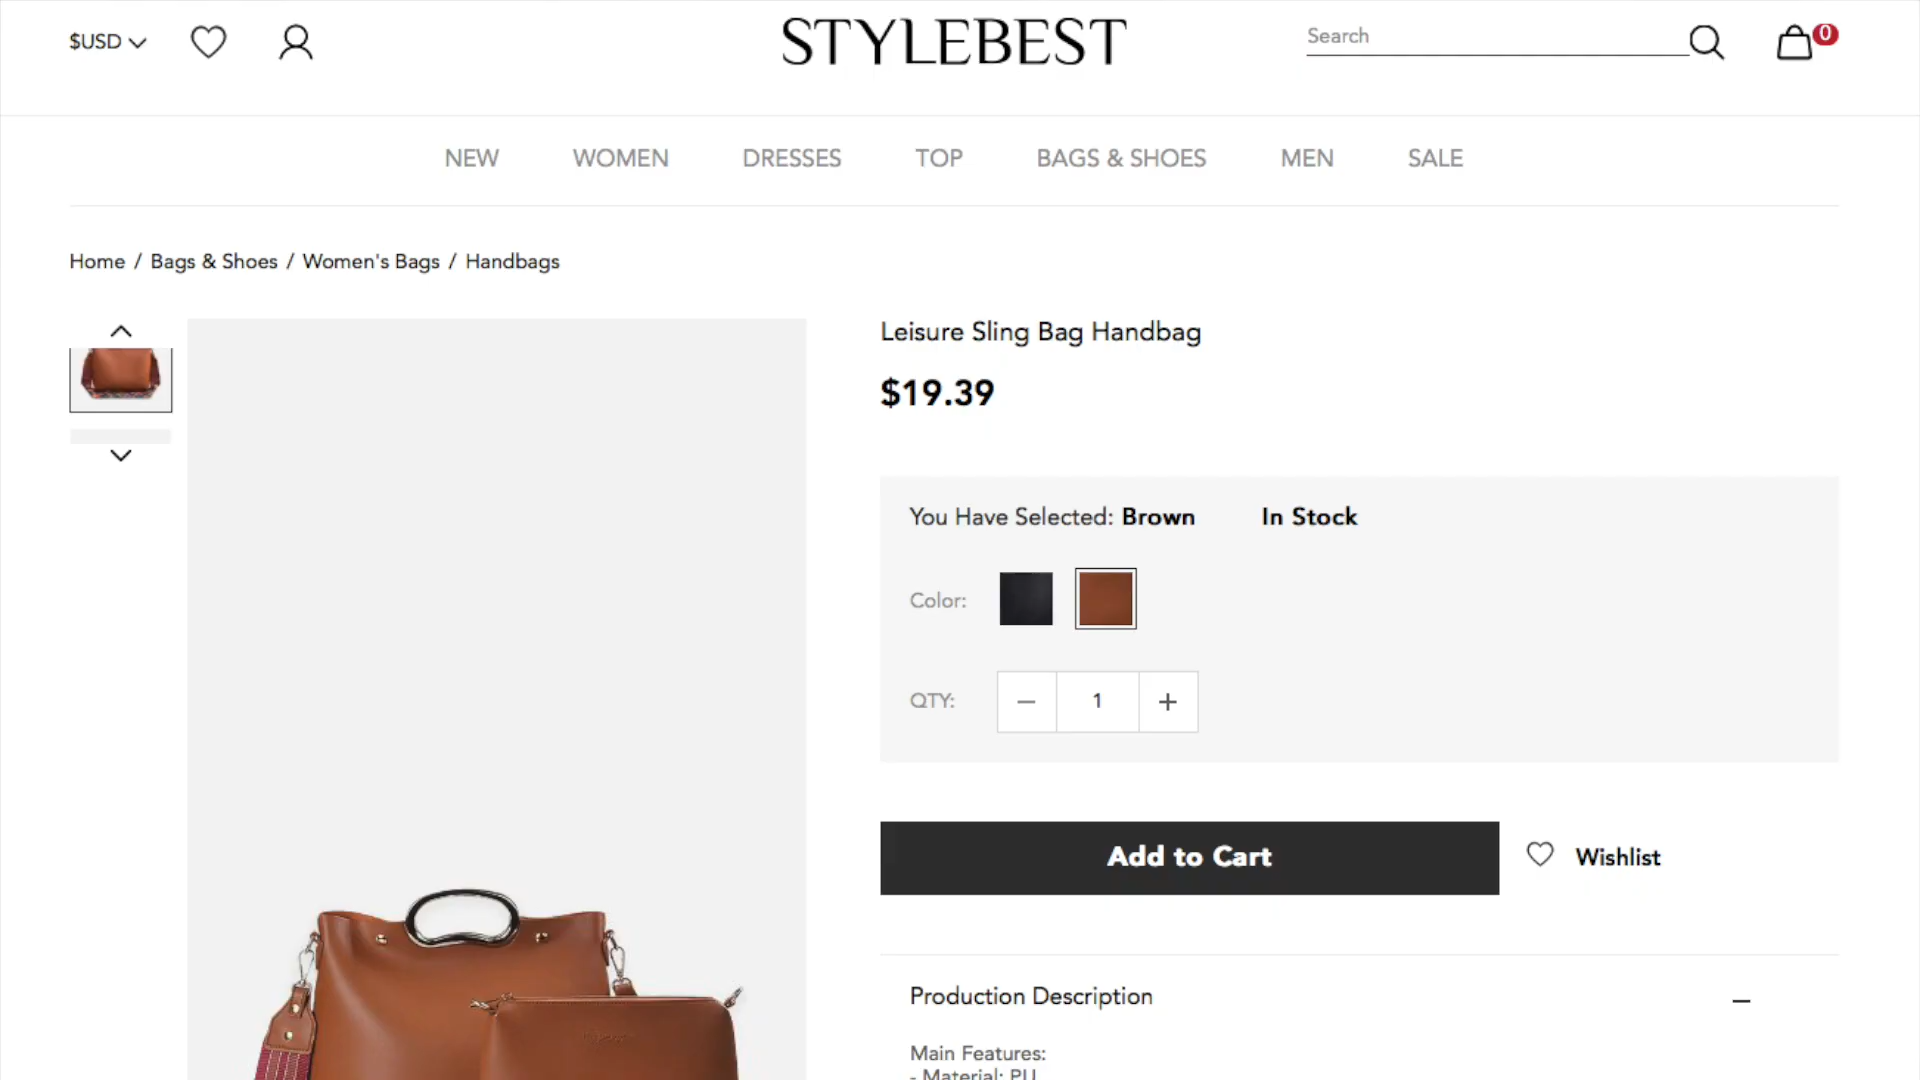 $USD
STYLEBEST
Search
0
NEW WOMEN DRESSES TOP BAGS & SHOES MEN SALE
Home / Bags & Shoes / Women's Bags / Handbags
Leisure Sling Bag Handbag
$19.39
You Have Selected: Brown In Stock
Color:
QTY: 1
Add to Cart
Wishlist
Production Description
Main Features:
- Material: PU